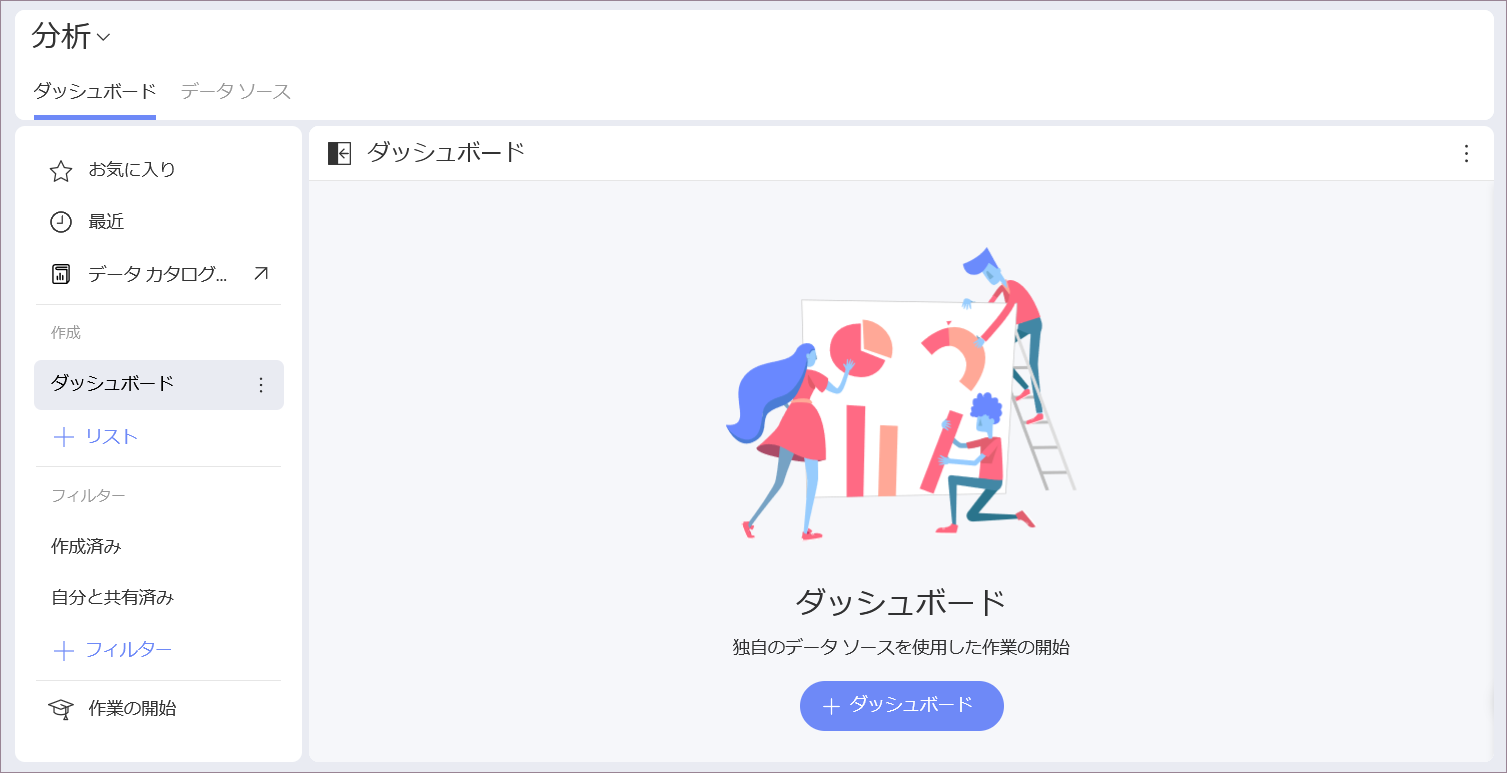 分析
ダッシュボード データ ソース
お気に入り
最近
データ カタログ...
作成
ダッシュボード
リスト
フィルター
作成済み
自分と共有済み
フィルター
作業の開始
ダッシュボード
ダッシュボード
独自のデータ ソースを使用した作業の開始
ダッシュボード